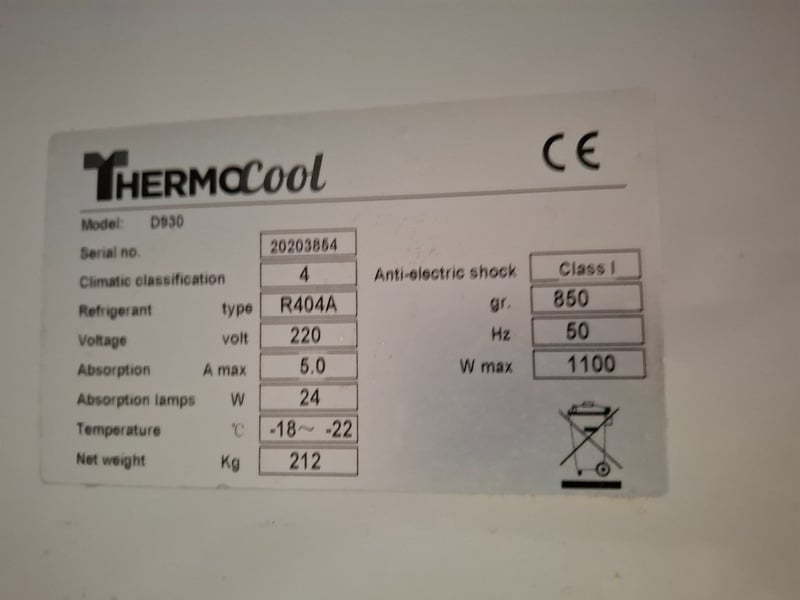 THERMOCool
CE
Model: D930
Serial no. 20203854
Climatic classification 4 Anti-electric shock Class I
Refrigerant type R404A gr. 850
Voltage volt 220 Hz 50
Absorption A max 5.0 W max 1100
Absorption lamps W 24
Temperature ℃ -18～ -22
Net weight Kg 212